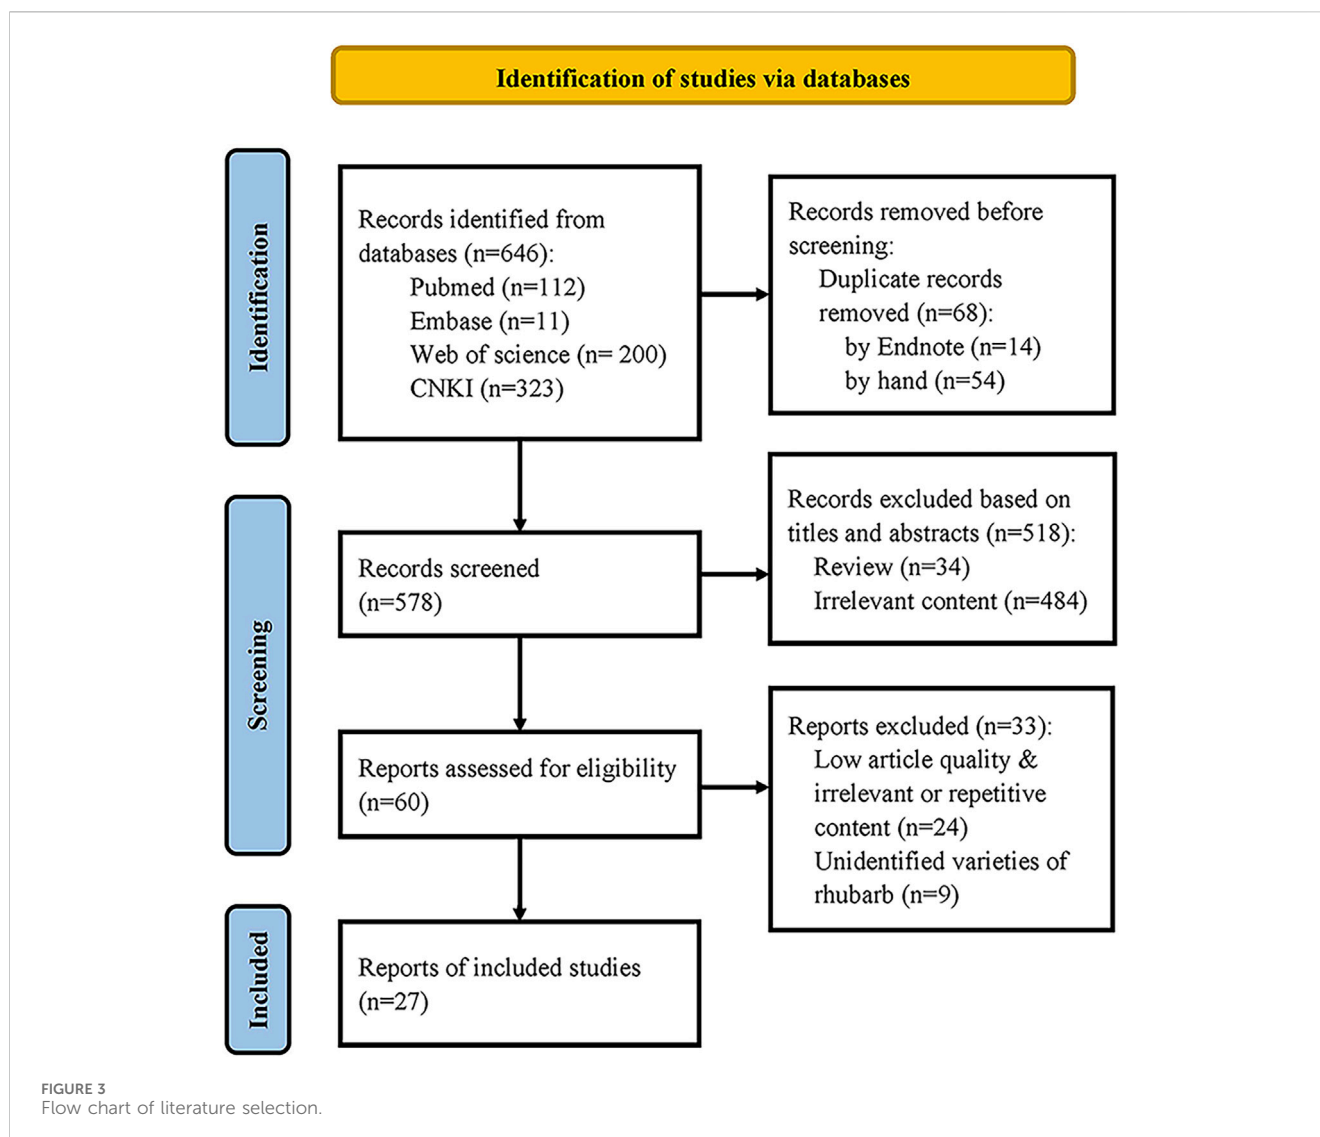 Identification of studies via databases
Identification
Records identified from
databases (n=646):
Pubmed (n=112)
Embase (n=11)
Web of science (n= 200)
CNKI (n=323)
Records removed before
screening:
Duplicate records
removed (n=68):
by Endnote (n=14)
by hand (n=54)
Screening
Records screened
(n=578)
Records excluded based on
titles and abstracts (n=518):
Review (n=34)
Irrelevant content (n=484)
Reports assessed for eligibility
(n=60)
Reports excluded (n=33):
Low article quality &
irrelevant or repetitive
content (n=24)
Unidentified varieties of
rhubarb (n=9)
Included
Reports of included studies
(n=27)
FIGURE 3
Flow chart of literature selection.